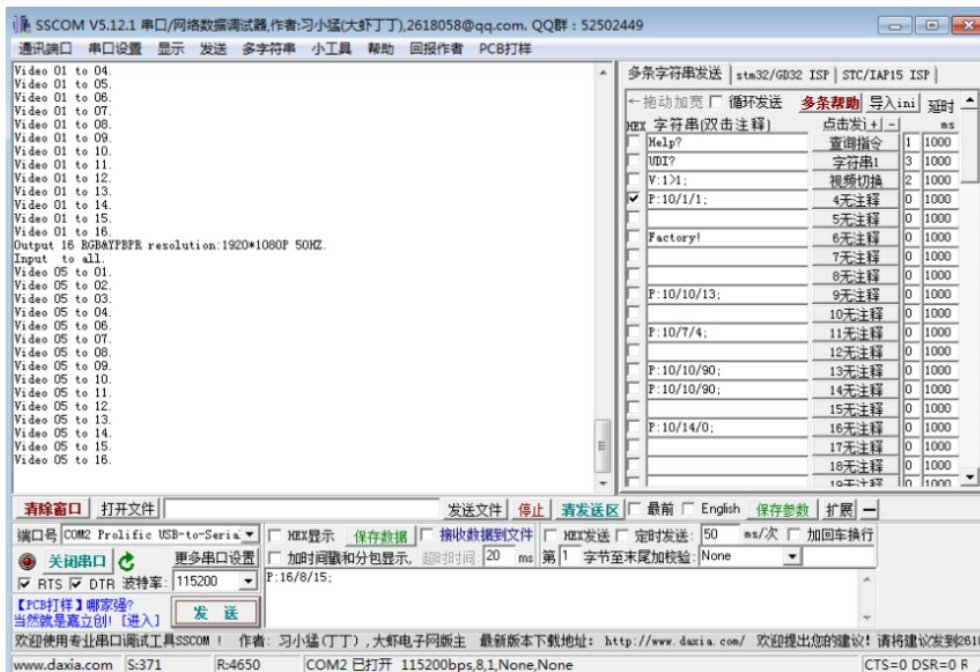 SSCOM V5.12.1 串口/网络数据调试器,作者:习小猛(大虾丁丁),2618058@qq.com. QQ群：52502449
通讯端口 串口设置 显示 发送 多字符串 小工具 帮助 回报作者 PCB打样
Video 01 to 04.
Video 01 to 05.
Video 01 to 06.
Video 01 to 07.
Video 01 to 08.
Video 01 to 09.
Video 01 to 10.
Video 01 to 11.
Video 01 to 12.
Video 01 to 13.
Video 01 to 14.
Video 01 to 15.
Video 01 to 16.
Output 16 RGB&YPBPR resolution:1920*1080P 50HZ.
Input  to all.
Video 05 to 01.
Video 05 to 02.
Video 05 to 03.
Video 05 to 04.
Video 05 to 05.
Video 05 to 06.
Video 05 to 07.
Video 05 to 08.
Video 05 to 09.
Video 05 to 10.
Video 05 to 11.
Video 05 to 12.
Video 05 to 13.
Video 05 to 14.
Video 05 to 15.
Video 05 to 16.
多条字符串发送 stm32/GD32 ISP STC/IAP15 ISP
←拖动加宽 循环发送 多条帮助 导入ini 延时
HEX 字符串(双击注释) 点击发送 + - ms
Help? 查询指令 1 1000
UDI? 字符串1 3 1000
V:1>1; 视频切换 2 1000
P:10/1/1; 4无注释 0 1000
5无注释 0 1000
Factory! 6无注释 0 1000
7无注释 0 1000
8无注释 0 1000
P:10/10/13; 9无注释 0 1000
10无注释 0 1000
P:10/7/4; 11无注释 0 1000
12无注释 0 1000
P:10/10/90; 13无注释 0 1000
P:10/10/90; 14无注释 0 1000
15无注释 0 1000
P:10/14/0; 16无注释 0 1000
17无注释 0 1000
18无注释 0 1000
19无注释 0 1000
清除窗口 打开文件 发送文件 停止 清发送区 最前 English 保存参数 扩展 —
端口号 COM2 Prolific USB-to-Seria HEX显示 保存数据 接收数据到文件 HEX发送 定时发送: 50 ms/次 加回车换行
关闭串口 更多串口设置 加时间戳和分包显示, 超时时间: 20 ms 第 1 字节至末尾加校验: None
RTS DTR 波特率: 115200 P:16/8/15;
【PCB打样】哪家强?
当然就是嘉立创! [进入] 发 送
欢迎使用专业串口调试工具SSCOM ! 作者: 习小猛(丁丁) , 大虾电子网版主 最新版本下载地址: http://www.daxia.com/ 欢迎提出您的建议! 请将建议发到261
www.daxia.com S:371 R:4650 COM2 已打开 115200bps,8,1,None,None CTS=0 DSR=0 R